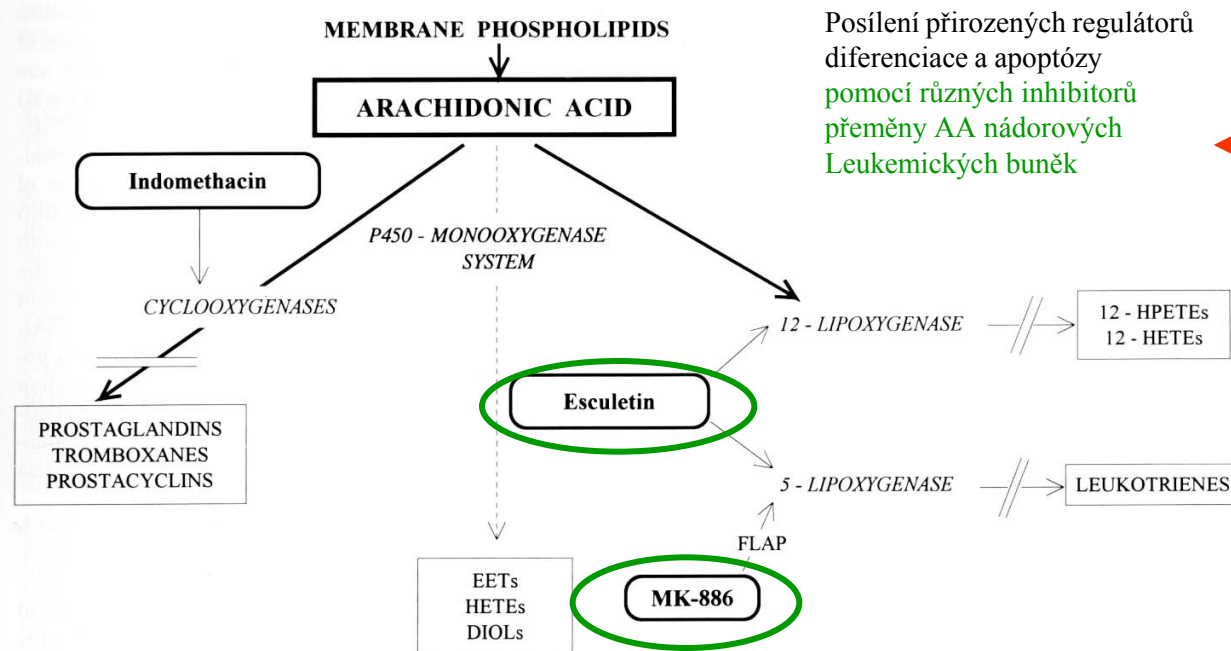 MEMBRANE PHOSPHOLIPIDS
ARACHIDONIC ACID
Posílení přirozených regulátorů
diferenciace a apoptózy
pomocí různých inhibitorů
přeměny AA nádorových
Leukemických buněk
Indomethacin
P450 - MONOOXYGENASE
SYSTEM
CYCLOOXYGENASES
12 - LIPOXYGENASE
12 - HPETEs
12 - HETEs
Esculetin
PROSTAGLANDINS
TROMBOXANES
PROSTACYCLINS
5 - LIPOXYGENASE
LEUKOTRIENES
FLAP
EETs
HETEs
DIOLs
MK-886